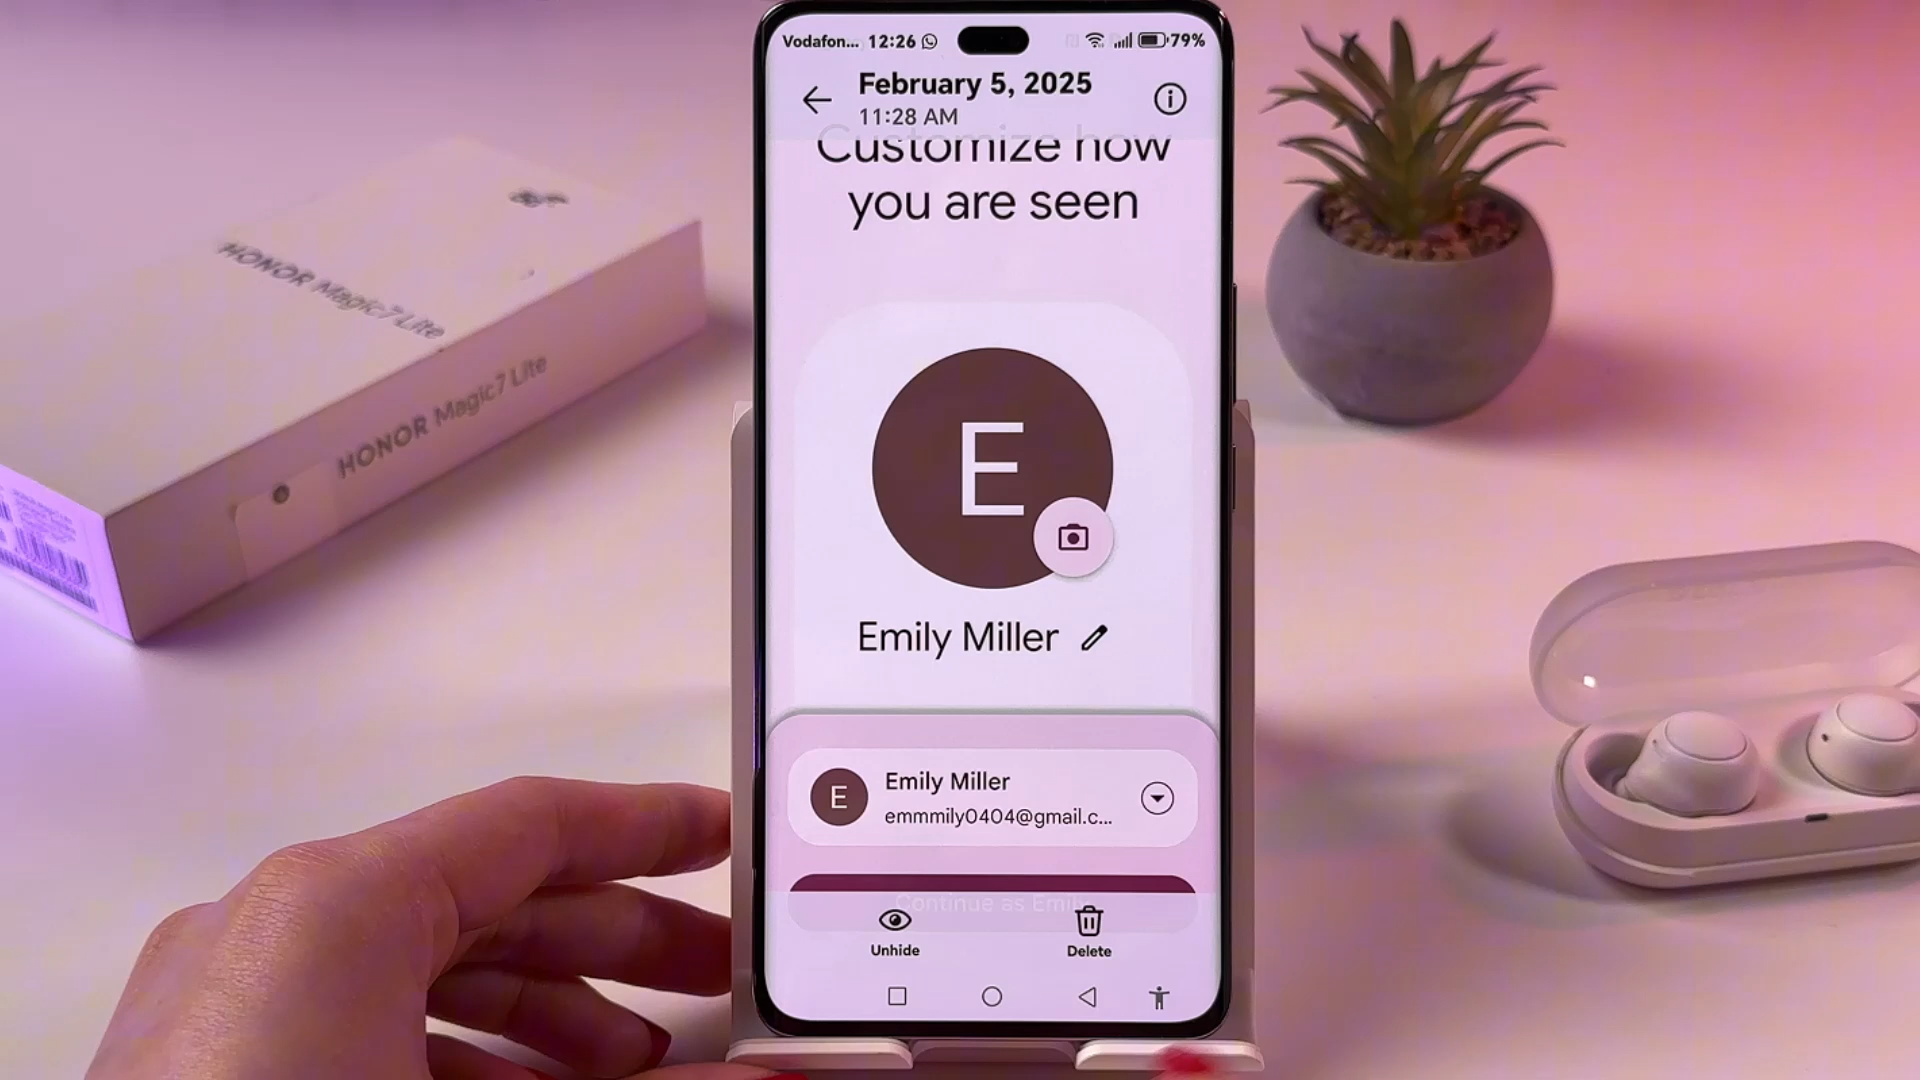 Vodafon... 12:26 79%
February 5, 2025
11:28 AM
Customize how
you are seen
E
Emily Miller
E
Emily Miller
emmmily0404@gmail.c...
Continue as Emily
Unhide
Delete
HONOR Magic7 Lite
HONOR Magic7 Lite